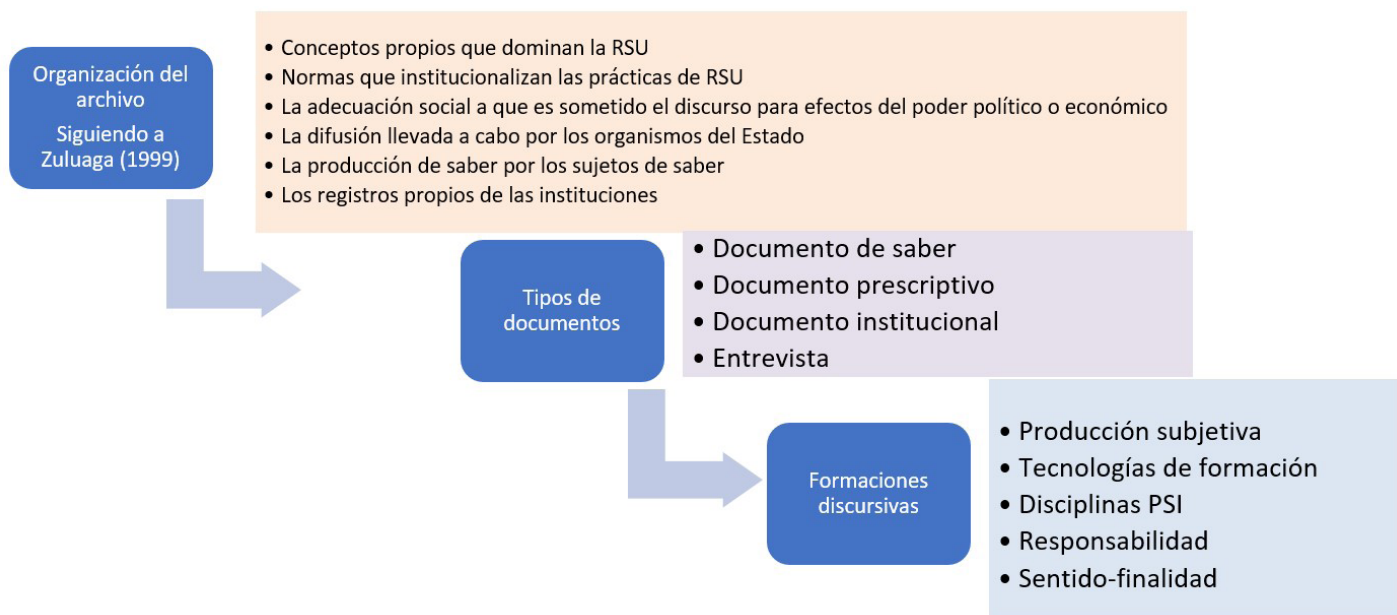 Organización del
archivo
Siguiendo a
Zuluaga (1999)
• Conceptos propios que dominan la RSU
• Normas que institucionalizan las prácticas de RSU
• La adecuación social a que es sometido el discurso para efectos del poder político o económico
• La difusión llevada a cabo por los organismos del Estado
• La producción de saber por los sujetos de saber
• Los registros propios de las instituciones
Tipos de
documentos
• Documento de saber
• Documento prescriptivo
• Documento institucional
• Entrevista
Formaciones
discursivas
• Producción subjetiva
• Tecnologías de formación
• Disciplinas PSI
• Responsabilidad
• Sentido-finalidad